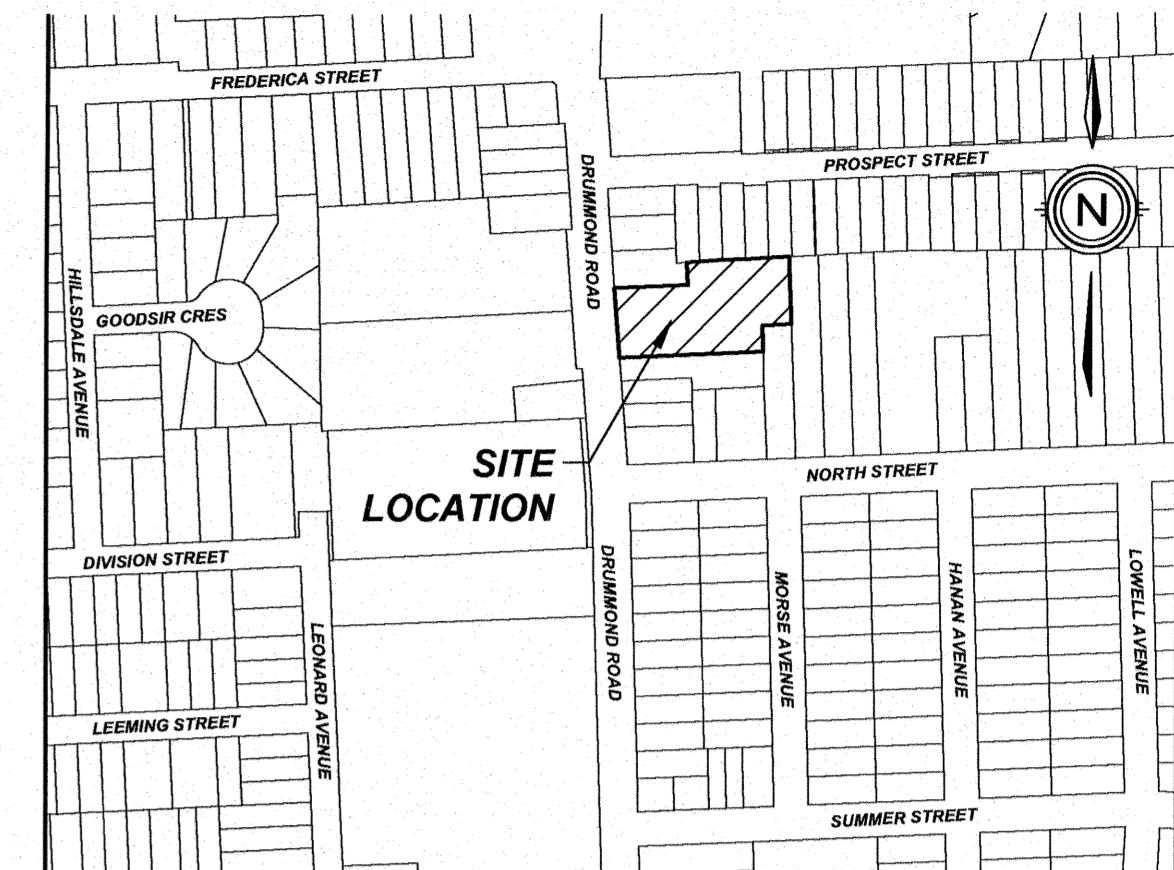 FREDERICA STREET
PROSPECT STREET
DRUMMOND ROAD
N
HILLSDALE AVENUE
GOODSIR CRES
SITE
LOCATION
NORTH STREET
DIVISION STREET
DRUMMOND ROAD
MORSE AVENUE
HANAN AVENUE
LOWELL AVENUE
LEONARD AVENUE
LEEMING STREET
SUMMER STREET